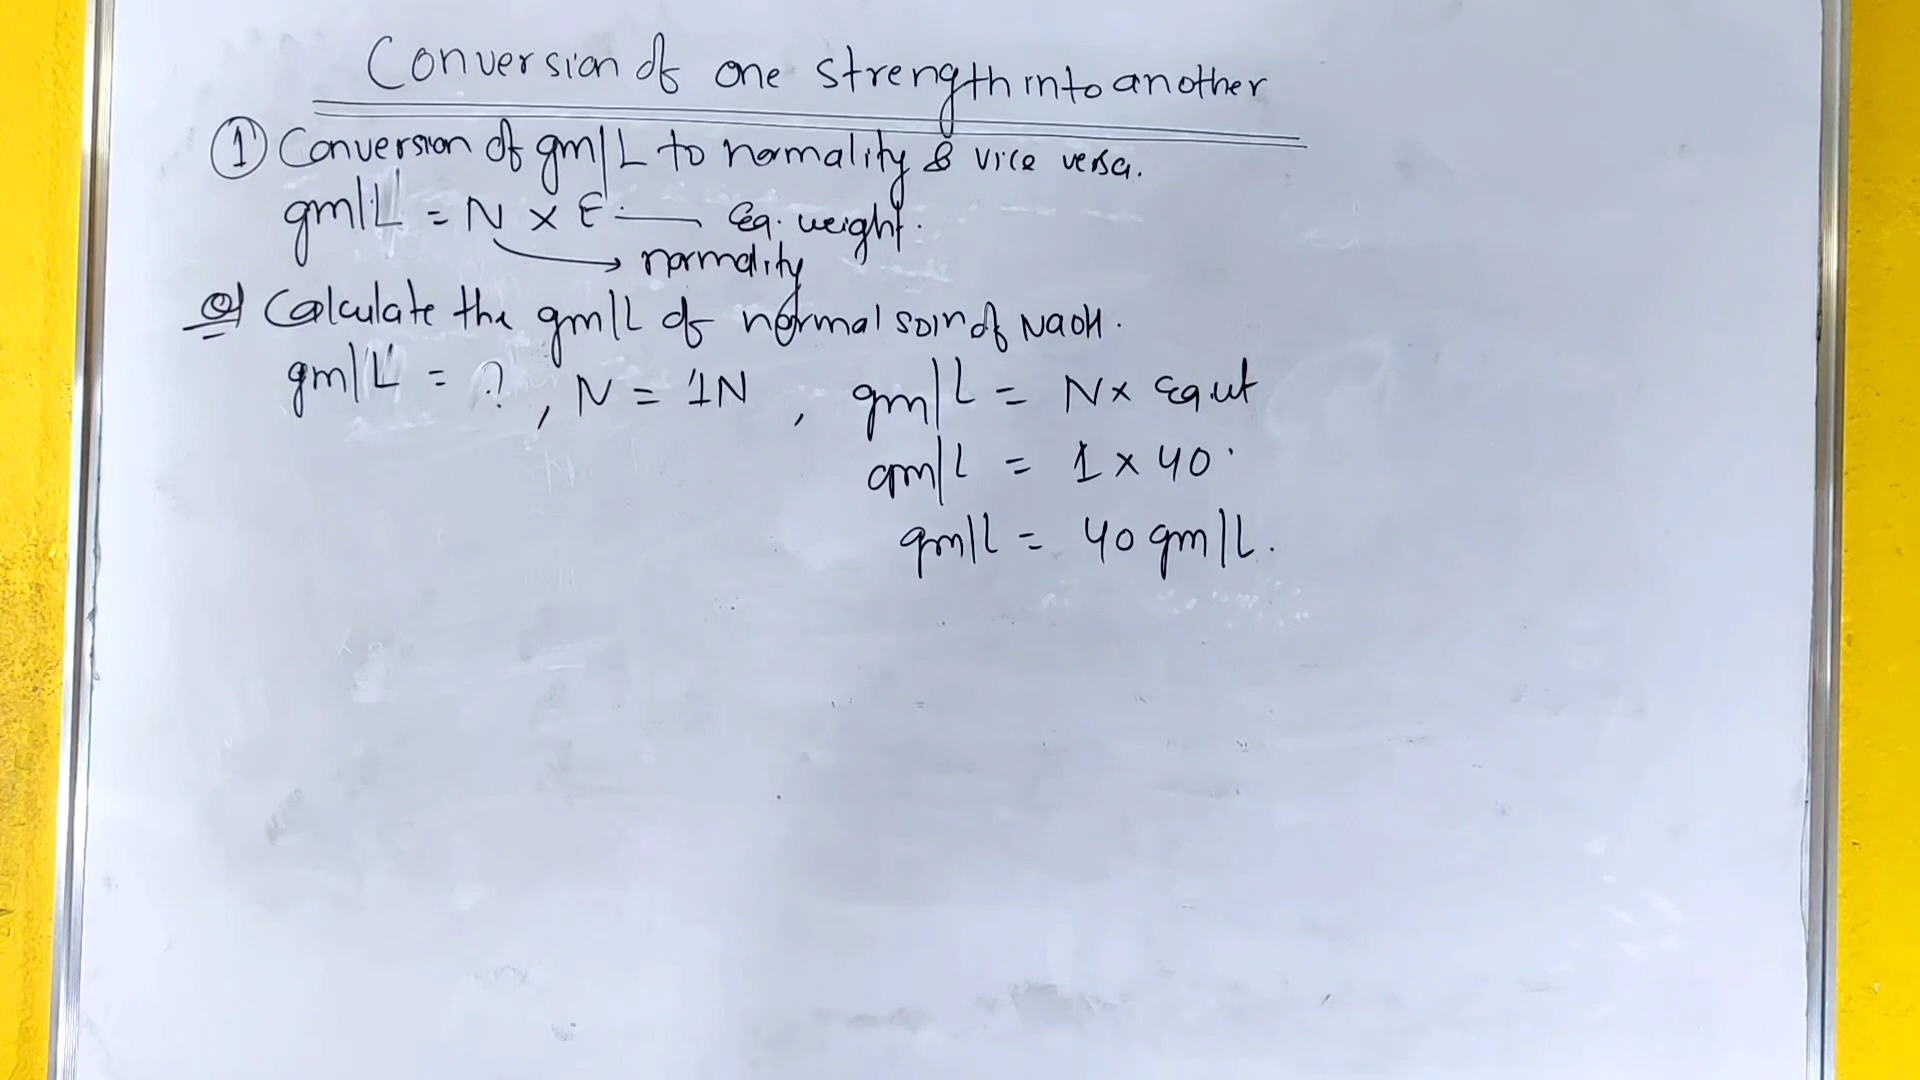 Conversion of one strength into another
① Conversion of gm/L to normality & vice versa.
gm/L = N × E — Eq. weight.
→ normality
Q) Calculate the gm/L of normal soln of NaOH.
gm/L = ? , N = 1N , gm/L = N× Eq.wt
gm/L = 1 × 40
gm/L = 40 gm/L.